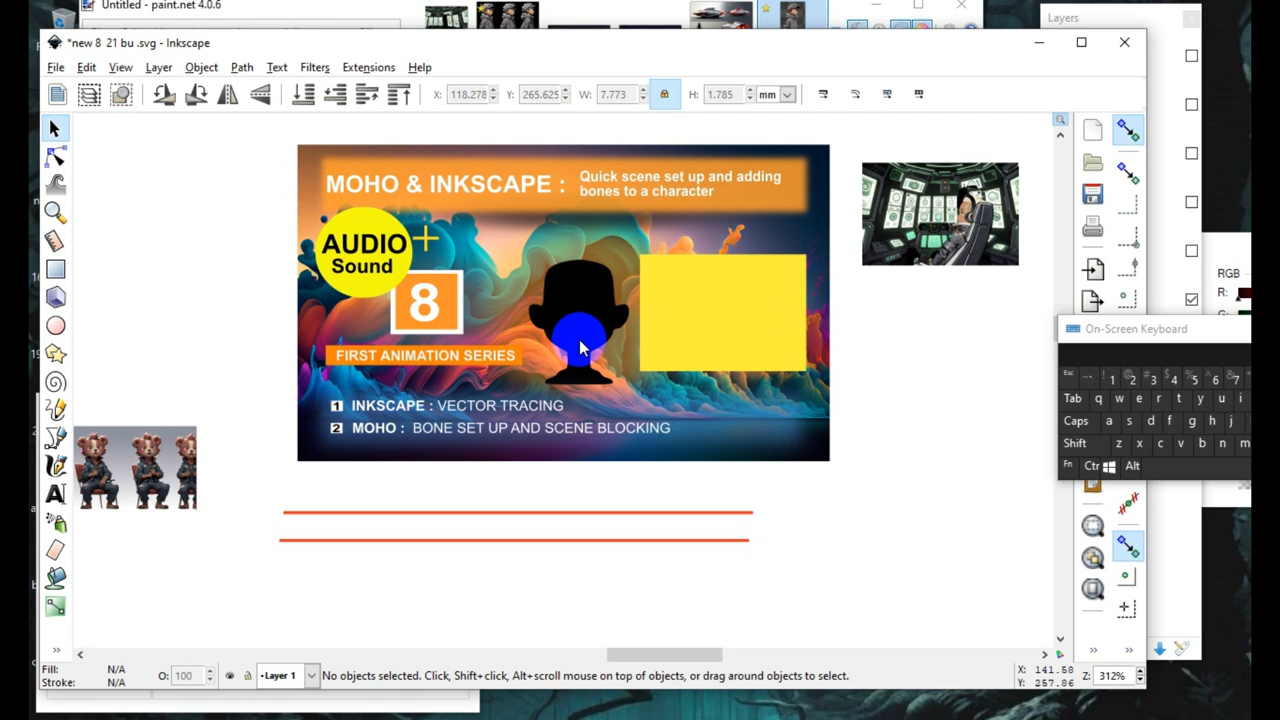 Untitled - paint.net 4.0.6
Layers
*new 8 21 bu .svg - Inkscape
File Edit View Layer Object Path Text Filters Extensions Help
X: 118.278 Y: 265.625 W: 7.773 H: 1.785 mm
MOHO & INKSCAPE :
Quick scene set up and adding
bones to a character
AUDIO
Sound
+
8
FIRST ANIMATION SERIES
1 INKSCAPE : VECTOR TRACING
2 MOHO : BONE SET UP AND SCENE BLOCKING
RGB
R:
On-Screen Keyboard
Esc 1 2 3 4 5 6 7
Tab q w e r t y u i
Caps a s d f g h j
Shift z x c v b n m
Fn Ctr Alt
Fill: N/A
Stroke: N/A
O: 100
Layer 1
No objects selected. Click, Shift+click, Alt+scroll mouse on top of objects, or drag around objects to select.
X: 141.58
Y: 257.86
Z: 312%